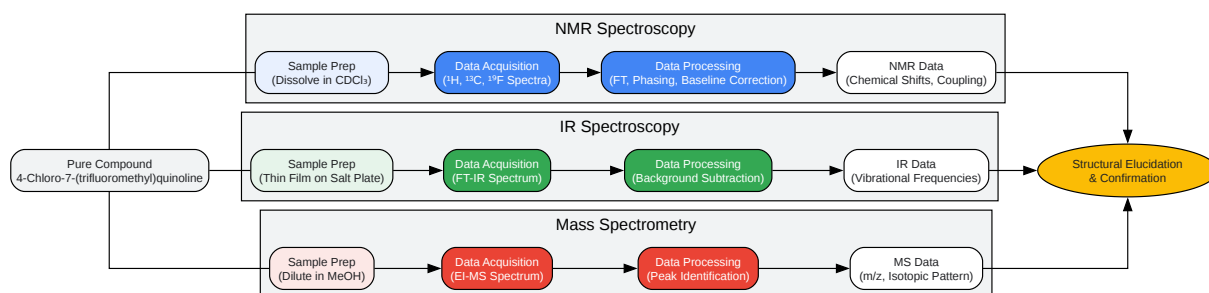 NMR Spectroscopy
Sample Prep
(Dissolve in CDCl₃)
Data Acquisition
(¹H, ¹³C, ¹⁹F Spectra)
Data Processing
(FT, Phasing, Baseline Correction)
NMR Data
(Chemical Shifts, Coupling)
IR Spectroscopy
Pure Compound
4-Chloro-7-(trifluoromethyl)quinoline
Sample Prep
(Thin Film on Salt Plate)
Data Acquisition
(FT-IR Spectrum)
Data Processing
(Background Subtraction)
IR Data
(Vibrational Frequencies)
Structural Elucidation
& Confirmation
Mass Spectrometry
Sample Prep
(Dilute in MeOH)
Data Acquisition
(EI-MS Spectrum)
Data Processing
(Peak Identification)
MS Data
(m/z, Isotopic Pattern)